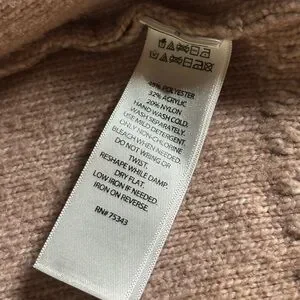 48% POLYESTER
32% ACRYLIC
20% NYLON
HAND WASH COLD.
WASH SEPARATELY.
USE MILD DETERGENT.
ONLY NON-CHLORINE
BLEACH WHEN NEEDED.
DO NOT WRING OR
TWIST.
RESHAPE WHILE DAMP
DRY FLAT.
LOW IRON IF NEEDED.
IRON ON REVERSE.
RN# 75343